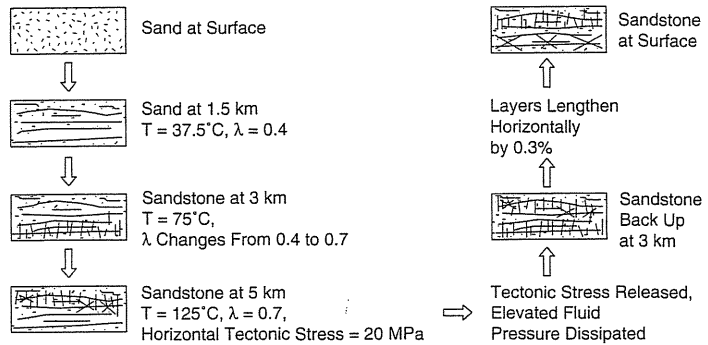 Sand at Surface
Sand at 1.5 km
T = 37.5°C, λ = 0.4
Sandstone at 3 km
T = 75°C,
λ Changes From 0.4 to 0.7
Sandstone at 5 km
T = 125°C, λ = 0.7,
Horizontal Tectonic Stress = 20 MPa
Tectonic Stress Released,
Elevated Fluid
Pressure Dissipated
Sandstone
Back Up
at 3 km
Layers Lengthen
Horizontally
by 0.3%
Sandstone
at Surface